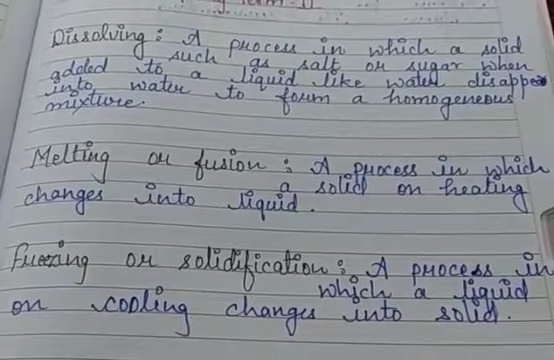 Dissolving : A process in which a solid
such as salt or sugar when
added to a liquid like water disappe
into water to form a homogeneous
mixture.
Melting or fusion : A process in which
a solid on heating
changes into liquid.
Freezing or solidification : A process in
which a liquid
on cooling changes into solid.